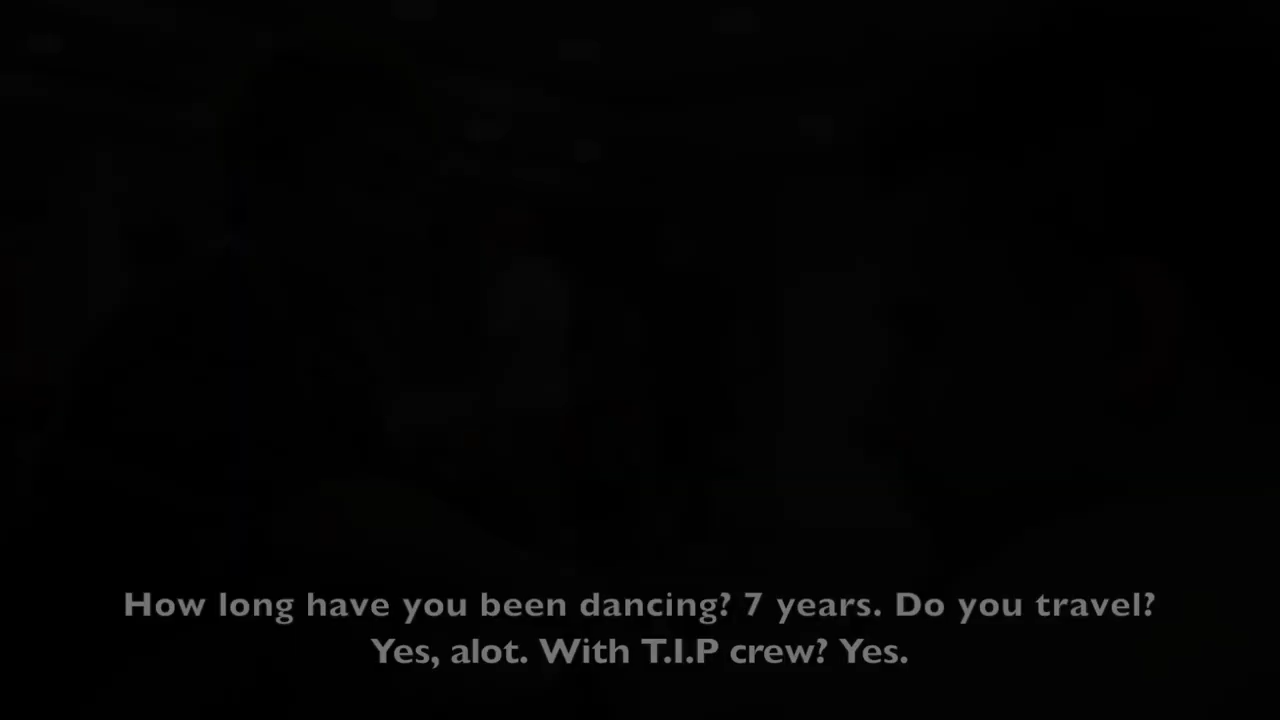 How long have you been dancing? 7 years. Do you travel?
Yes, alot. With T.I.P crew? Yes.